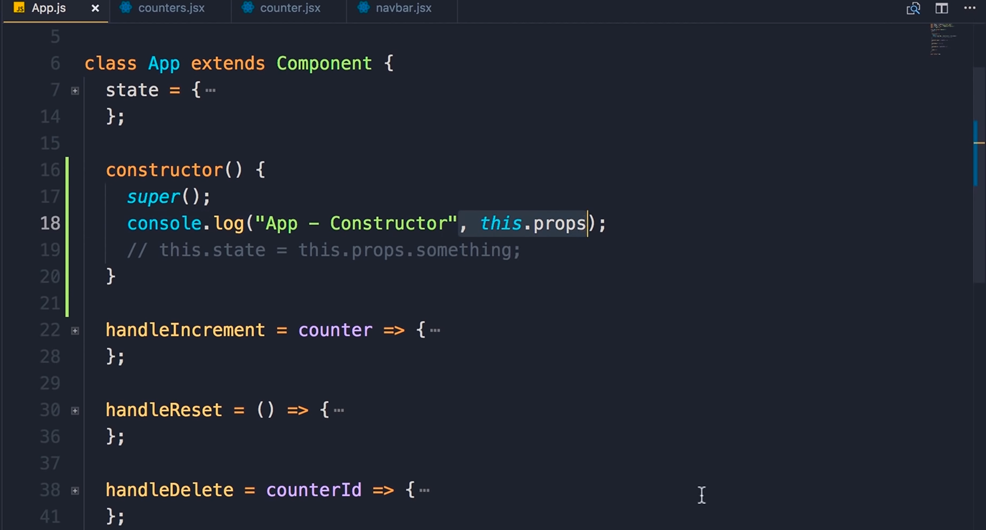 JS App.js × counters.jsx counter.jsx navbar.jsx
5
6 class App extends Component {
7 state = {⋯
14 };
15
16 constructor() {
17 super();
18 console.log("App - Constructor", this.props);
19 // this.state = this.props.something;
20 }
21
22 handleIncrement = counter => {⋯
28 };
29
30 handleReset = () => {⋯
36 };
37
38 handleDelete = counterId => {⋯
41 };